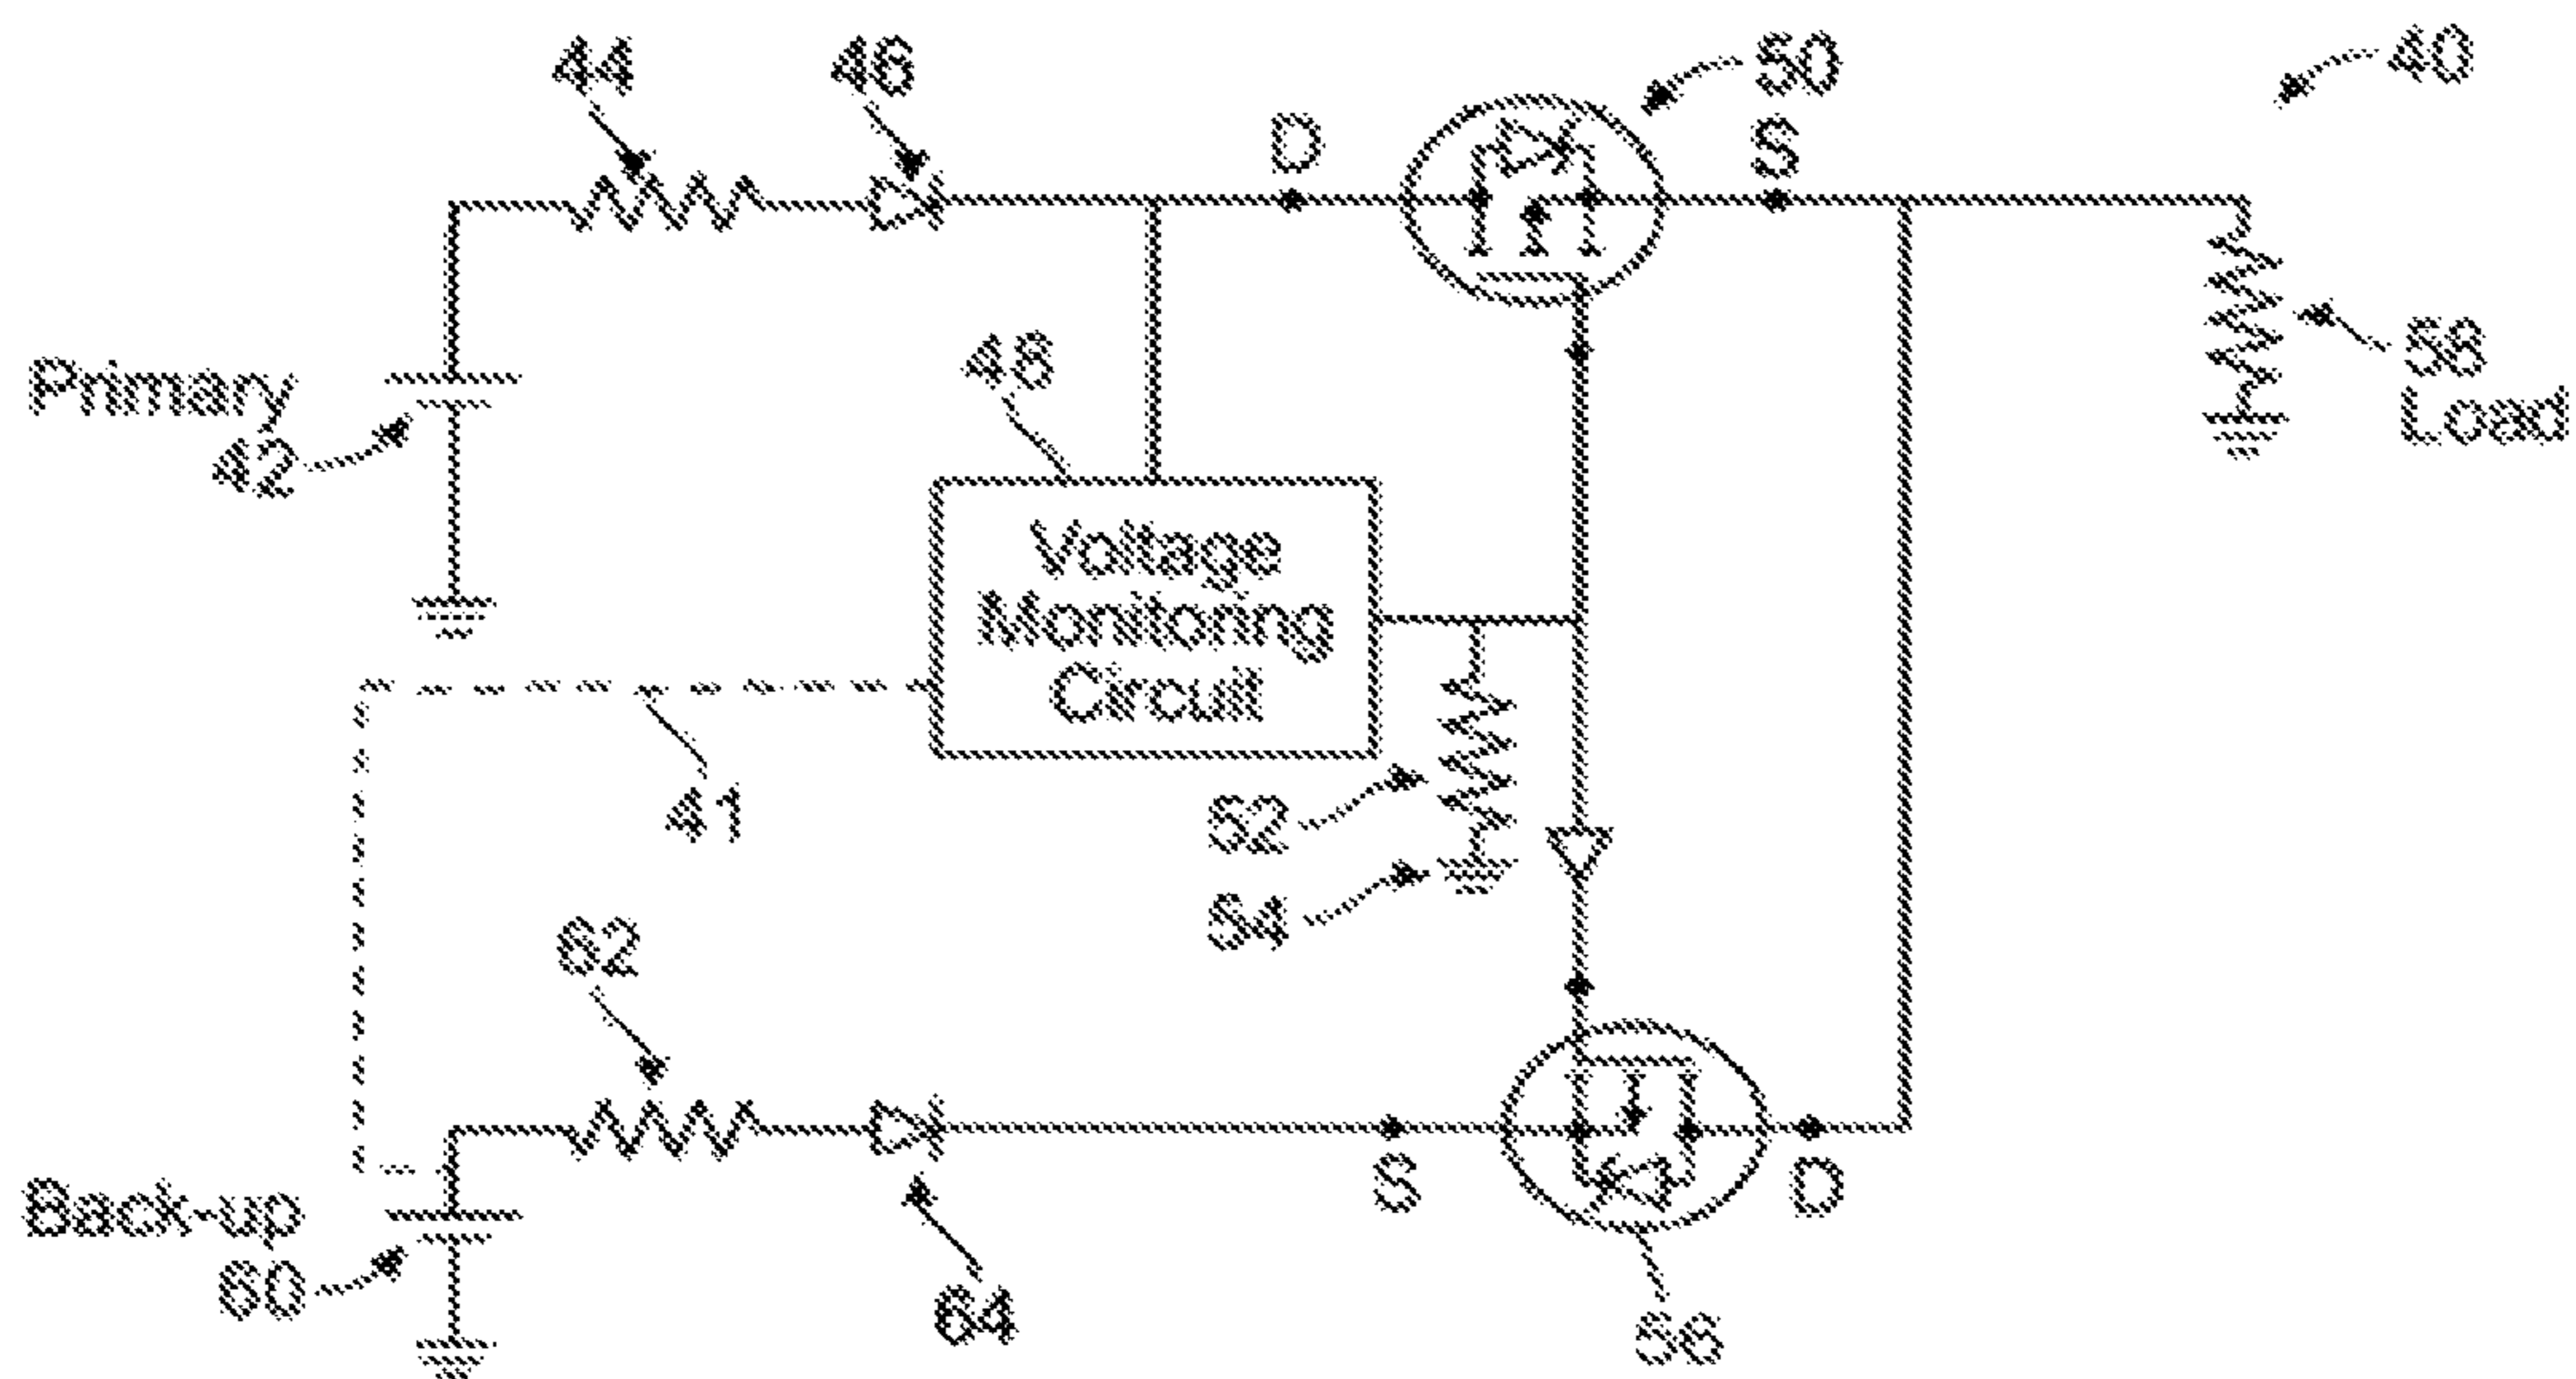 44
46
50
40
D
S
Primary
42
48
58
Load
Voltage
Monitoring
Circuit
41
52
54
62
Back-up
60
S
D
64
56